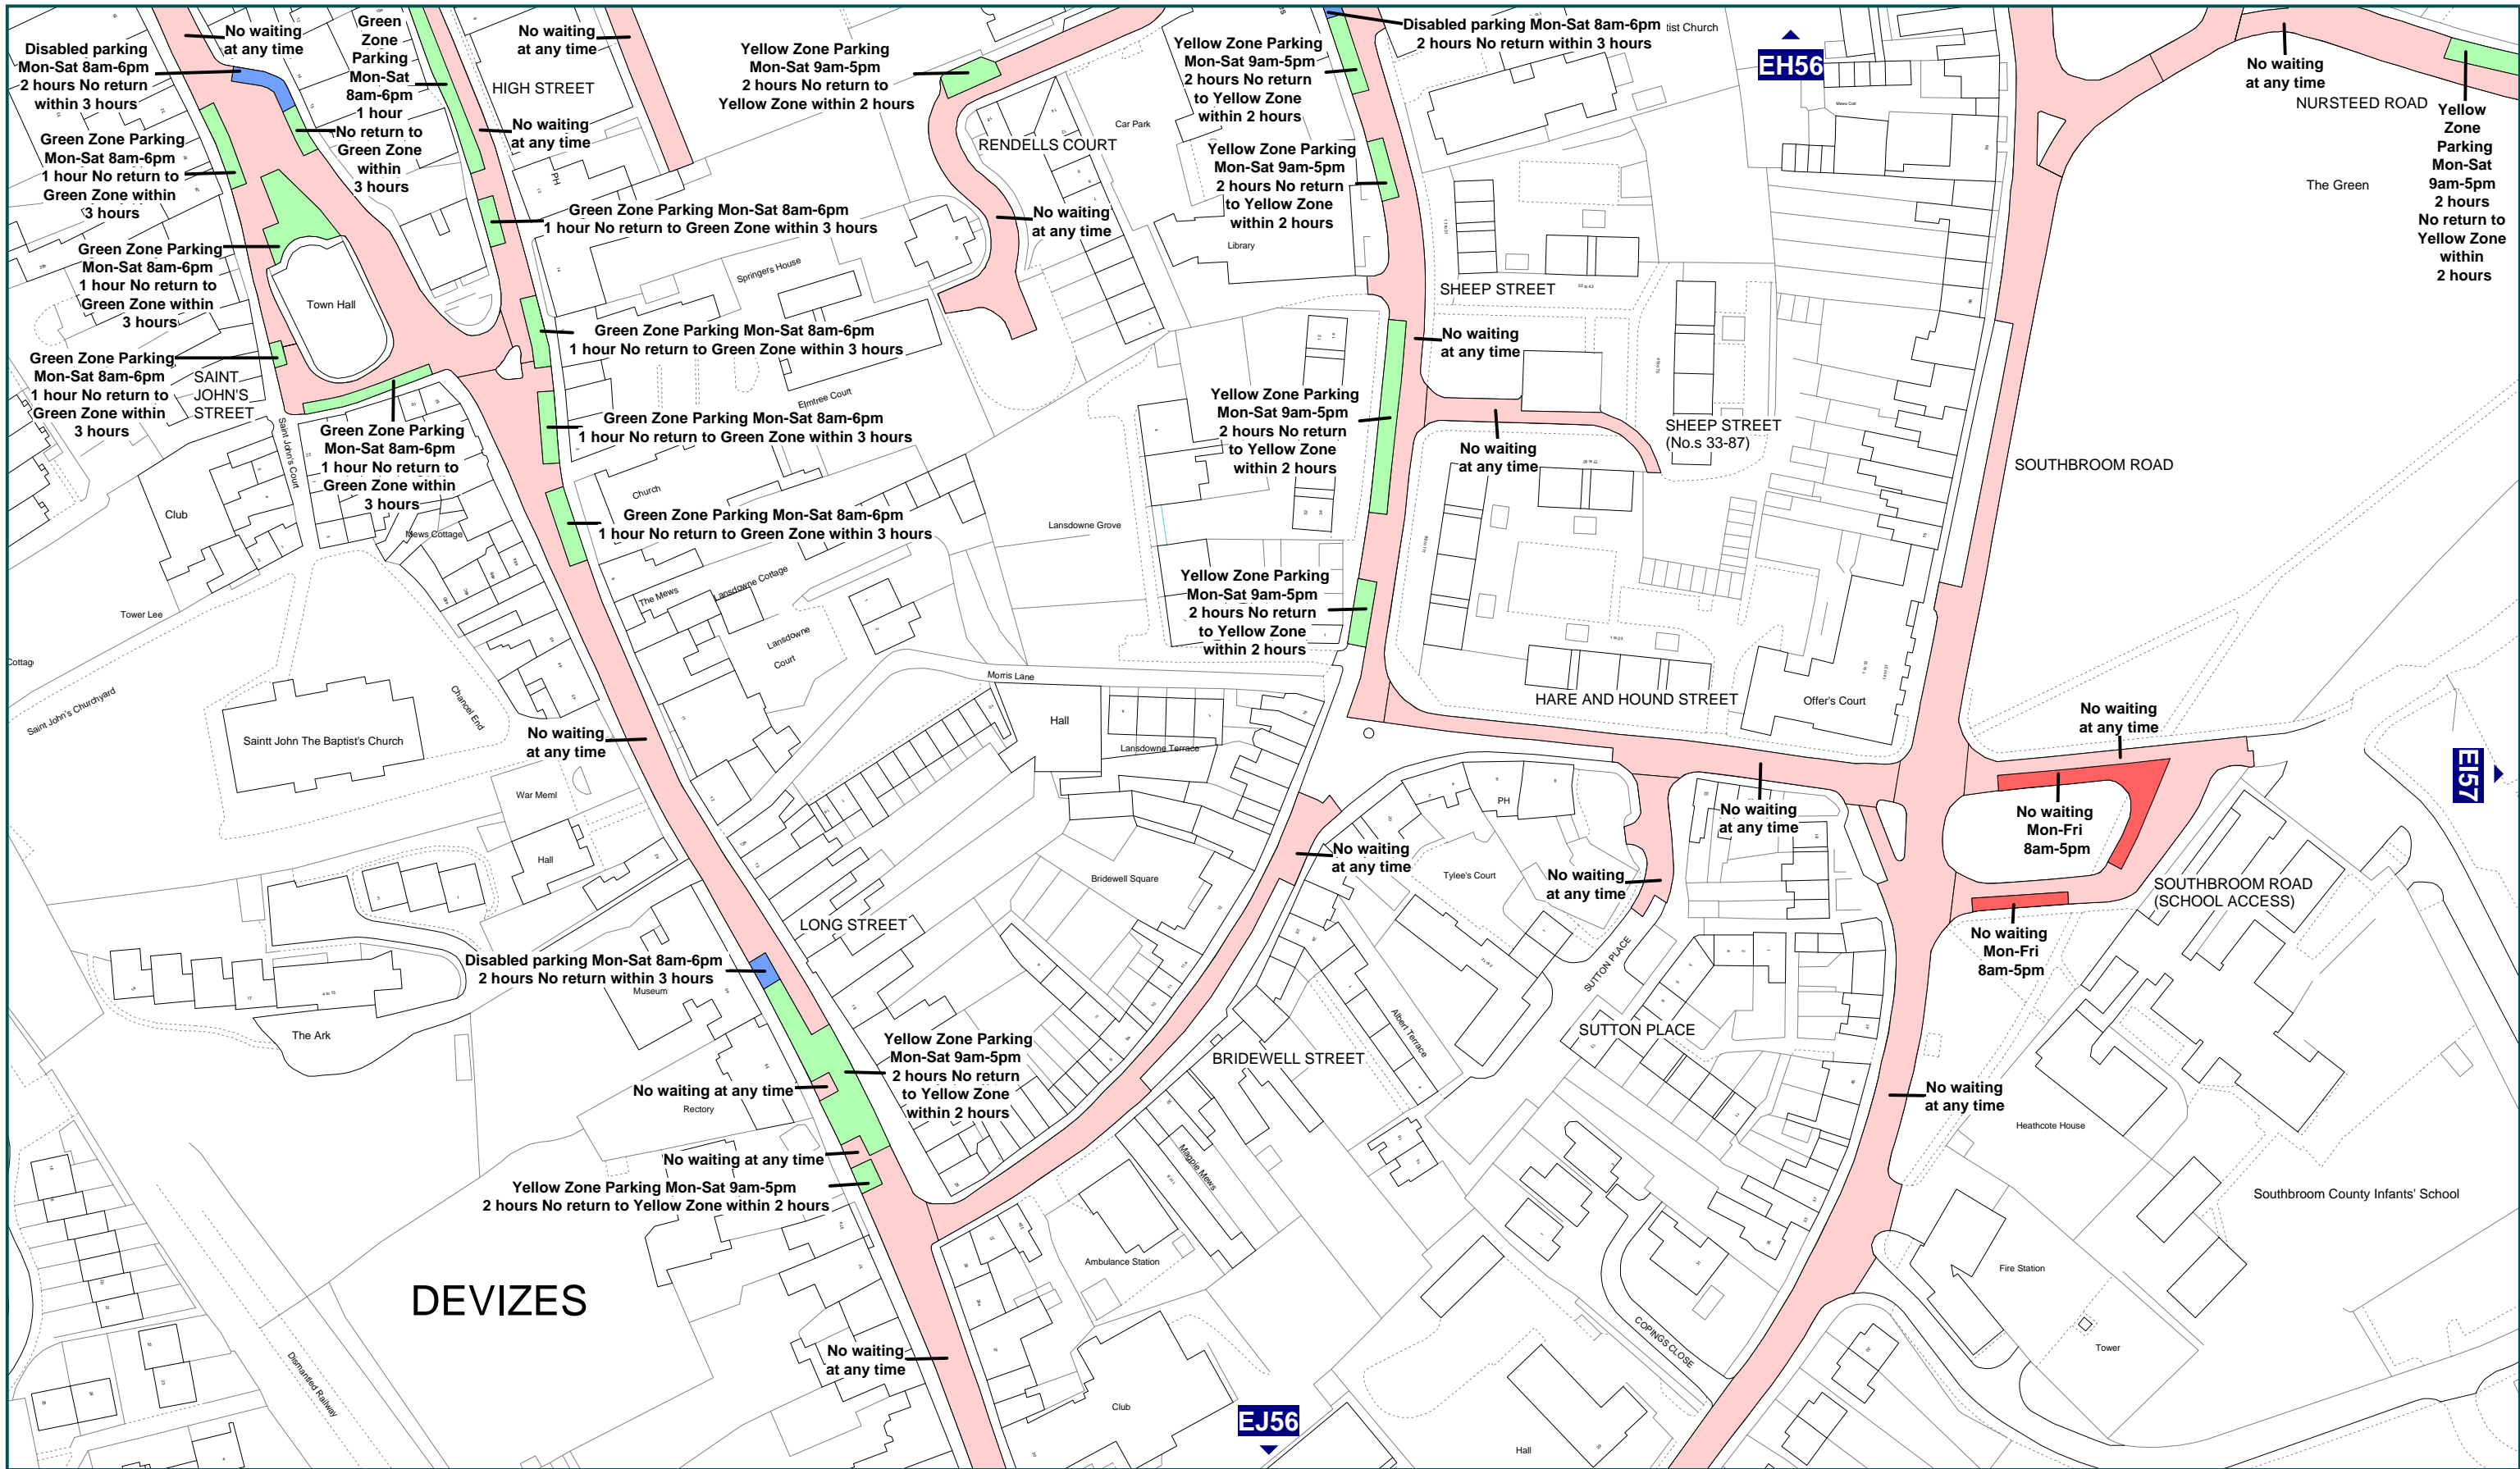 No waiting
at any time
Green
Zone
Parking
Mon-Sat
8am-6pm
1 hour
No return to
Green Zone
within
3 hours
No waiting
at any time
HIGH STREET
No waiting
at any time
Disabled parking
Mon-Sat 8am-6pm
2 hours No return
within 3 hours
Green Zone Parking
Mon-Sat 8am-6pm
1 hour No return to
Green Zone within
3 hours
Green Zone Parking
Mon-Sat 8am-6pm
1 hour No return to
Green Zone within
3 hours
Green Zone Parking
Mon-Sat 8am-6pm
1 hour No return to
Green Zone within
3 hours
SAINT
JOHN'S
STREET
Town Hall
Saint John's Court
Green Zone Parking
Mon-Sat 8am-6pm
1 hour No return to
Green Zone within
3 hours
PH
Green Zone Parking Mon-Sat 8am-6pm
1 hour No return to Green Zone within 3 hours
Springers House
Green Zone Parking Mon-Sat 8am-6pm
1 hour No return to Green Zone within 3 hours
Elmtree Court
Green Zone Parking Mon-Sat 8am-6pm
1 hour No return to Green Zone within 3 hours
Church
Green Zone Parking Mon-Sat 8am-6pm
1 hour No return to Green Zone within 3 hours
Yellow Zone Parking
Mon-Sat 9am-5pm
2 hours No return to
Yellow Zone within 2 hours
RENDELLS COURT
Car Park
No waiting
at any time
Library
Disabled parking Mon-Sat 8am-6pm
2 hours No return within 3 hours
tist Church
Yellow Zone Parking
Mon-Sat 9am-5pm
2 hours No return
to Yellow Zone
within 2 hours
Yellow Zone Parking
Mon-Sat 9am-5pm
2 hours No return
to Yellow Zone
within 2 hours
EH56
SHEEP STREET
No waiting
at any time
Yellow Zone Parking
Mon-Sat 9am-5pm
2 hours No return
to Yellow Zone
within 2 hours
No waiting
at any time
SHEEP STREET
(No.s 33-87)
Yellow Zone Parking
Mon-Sat 9am-5pm
2 hours No return
to Yellow Zone
within 2 hours
No waiting
at any time
NURSTEED ROAD
The Green
Yellow
Zone
Parking
Mon-Sat
9am-5pm
2 hours
No return to
Yellow Zone
within
2 hours
SOUTHBROOM ROAD
Club
Mews Cottage
Tower Lee
Cottag
Saint John's Churchyard
Chancel End
Saintt John The Baptist's Church
The Mews
Lansdowne Cottage
Lansdowne
Court
Lansdowne Grove
Morris Lane
Hall
Lansdowne Terrace
No waiting
at any time
War Meml
Hall
HARE AND HOUND STREET
Offer's Court
No waiting
at any time
EI57
No waiting
Mon-Fri
8am-5pm
No waiting
at any time
PH
No waiting
at any time
Tylee's Court
No waiting
at any time
Bridewell Square
LONG STREET
SOUTHBROOM ROAD
(SCHOOL ACCESS)
No waiting
Mon-Fri
8am-5pm
Disabled parking Mon-Sat 8am-6pm
2 hours No return within 3 hours
Museum
The Ark
SUTTON PLACE
SUTTON PLACE
Albert Terrace
BRIDEWELL STREET
Yellow Zone Parking
Mon-Sat 9am-5pm
2 hours No return
to Yellow Zone
within 2 hours
No waiting at any time
Rectory
No waiting
at any time
Heathcote House
No waiting at any time
Magpie Mews
Yellow Zone Parking Mon-Sat 9am-5pm
2 hours No return to Yellow Zone within 2 hours
Southbroom County Infants' School
Ambulance Station
Fire Station
DEVIZES
COPINGS CLOSE
Tower
No waiting
at any time
Dismantled Railway
Club
EJ56
Hall